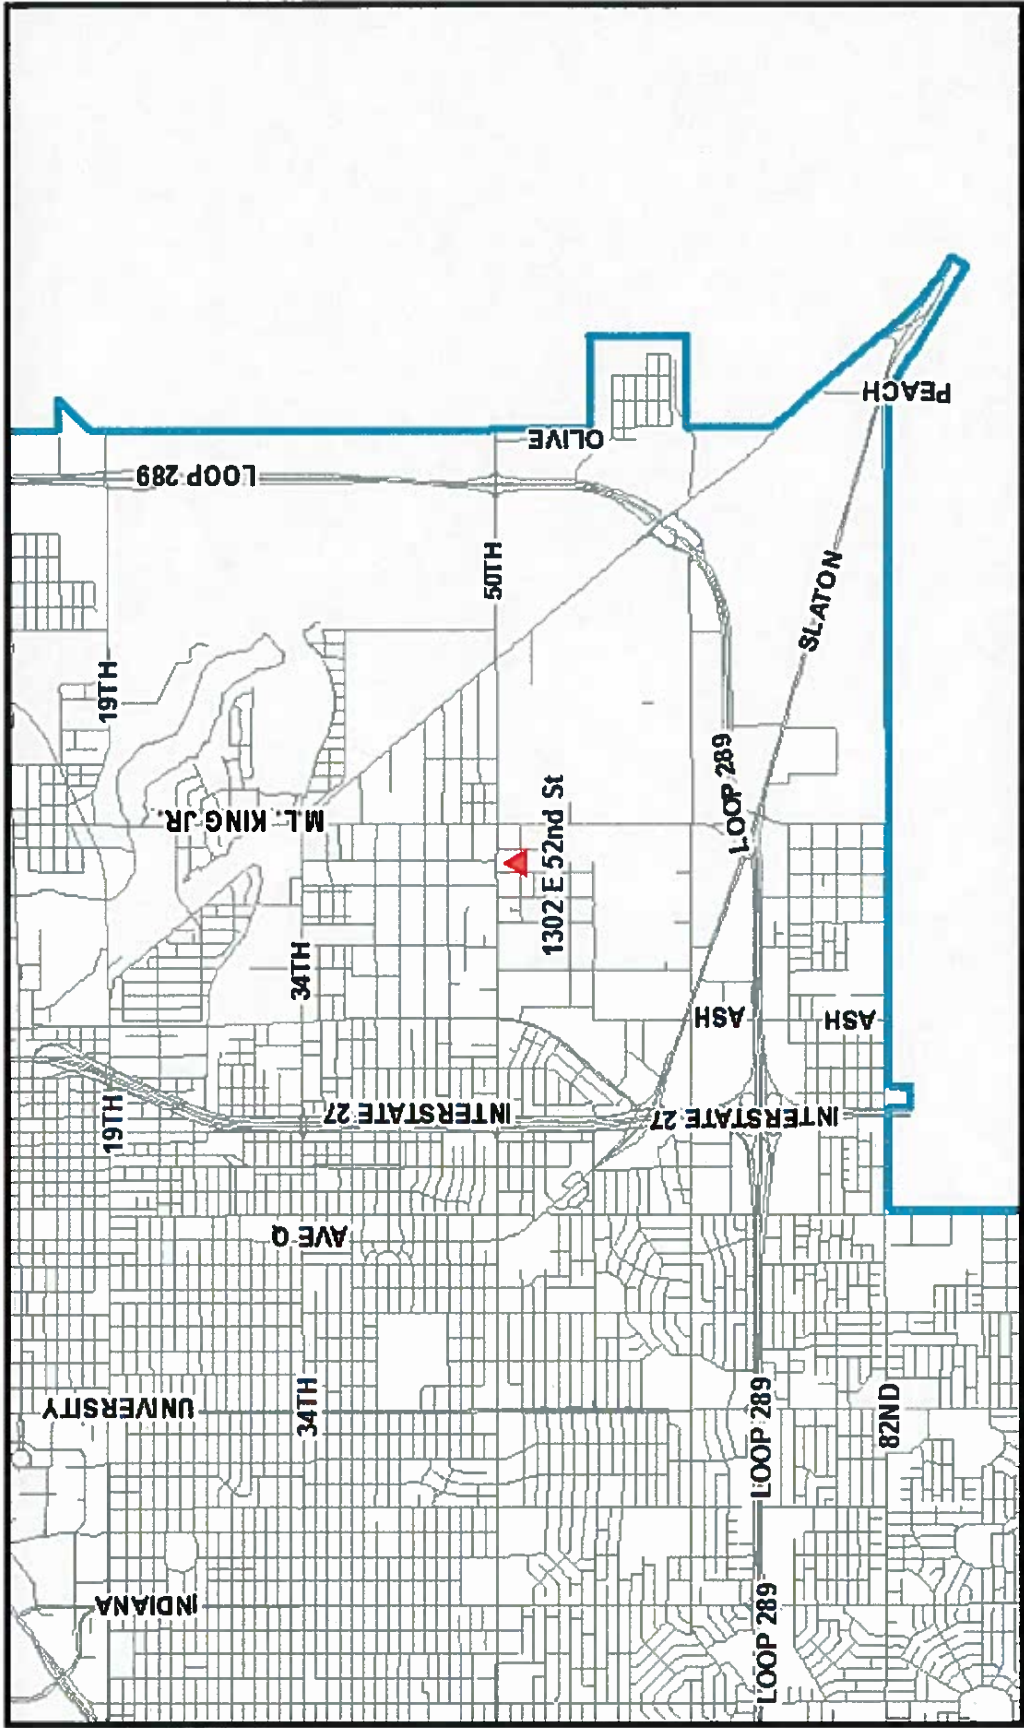 PEACH
OLIVE
LOOP 289
50TH
SLATON
19TH
LOOP 289
M.L. KING JR.
1302 E 52nd St
34TH
ASH
ASH
19TH
INTERSTATE 27
INTERSTATE 27
AVE Q
34TH
UNIVERSITY
LOOP 289
82ND
INDIANA
LOOP 289